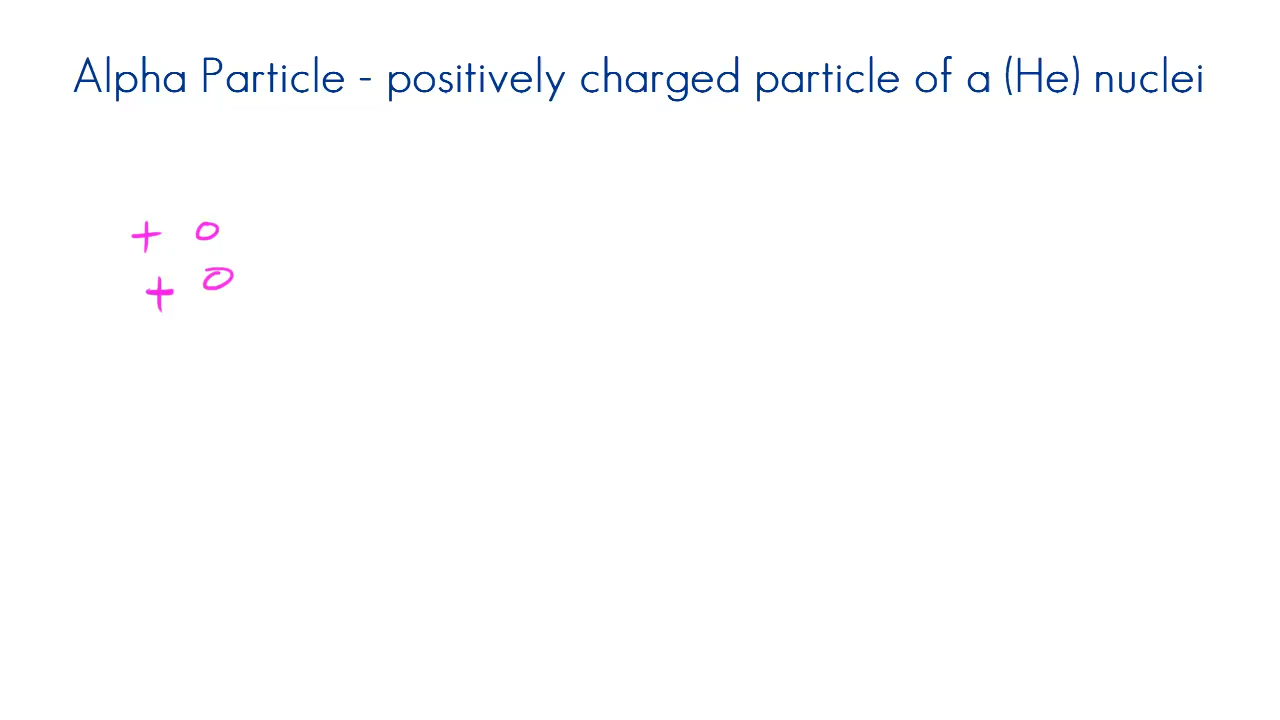 Alpha Particle - positively charged particle of a (He) nuclei
+ o
+ o